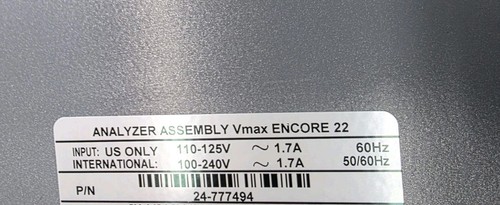 ANALYZER ASSEMBLY Vmax ENCORE 22
INPUT: US ONLY 110-125V ~ 1.7A 60Hz
INTERNATIONAL: 100-240V ~ 1.7A 50/60Hz
P/N
24-777494